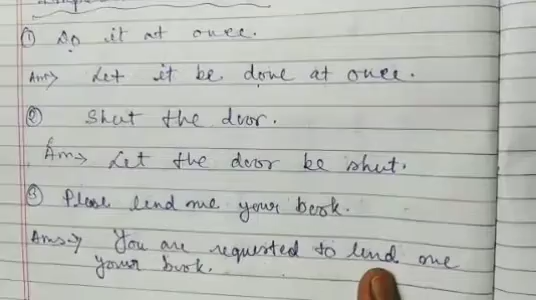 ① Do it at once.
Ans→ Let it be done at once.
② Shut the door.
Ans→ Let the door be shut.
③ Please lend me your book.
Ans→ You are requested to lend me
your book.